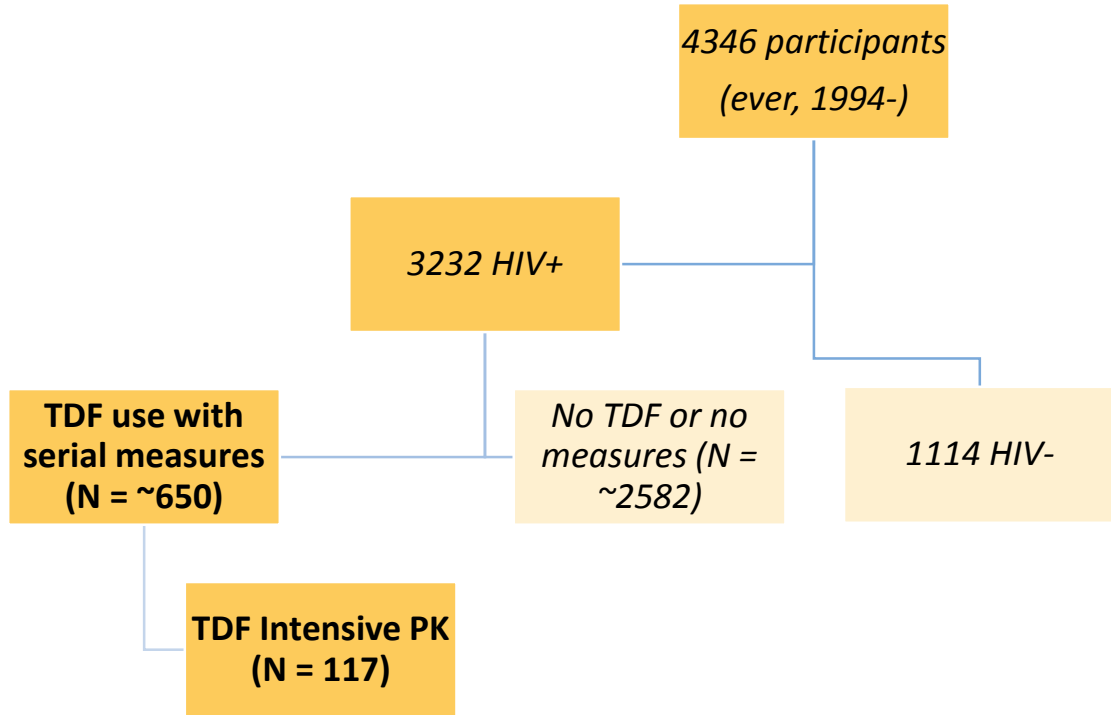 4346 participants
(ever, 1994-)
3232 HIV+
TDF use with
serial measures
(N = ~650)
No TDF or no
measures (N =
~2582)
1114 HIV-
TDF Intensive PK
(N = 117)